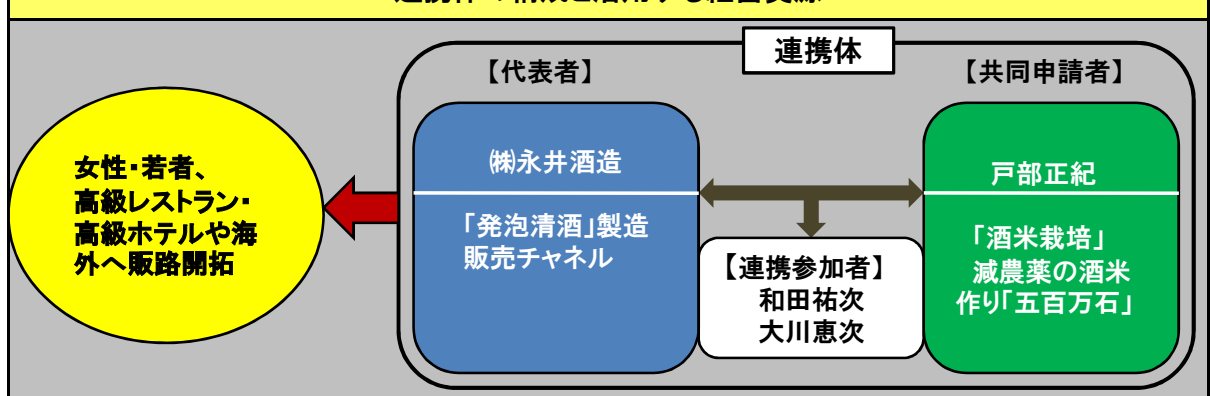 連携体
【代表者】
【共同申請者】
女性・若者、
高級レストラン・
高級ホテルや海
外へ販路開拓
㈱永井酒造
「発泡清酒」製造
販売チャネル
【連携参加者】
和田祐次
大川恵次
戸部正紀
「酒米栽培」
減農薬の酒米
作り「五百万石」